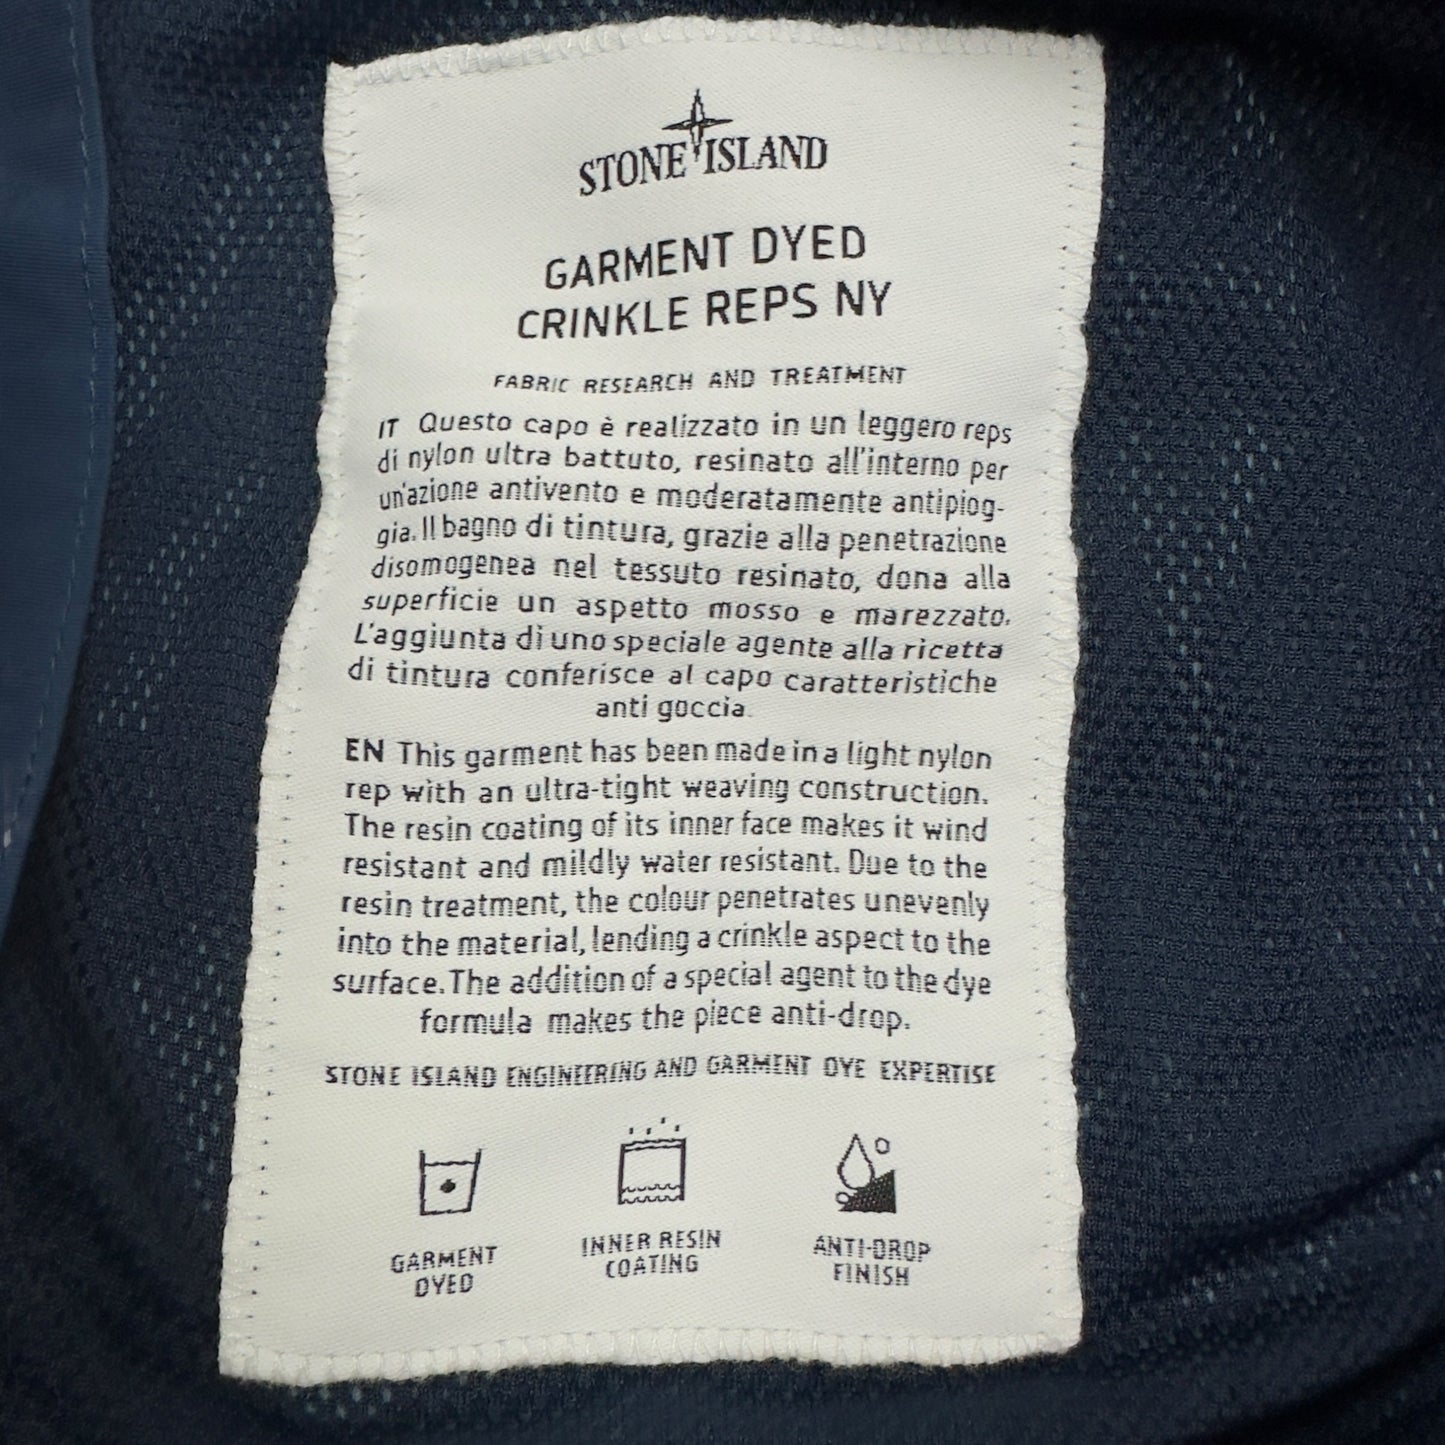 STONE ISLAND
GARMENT DYED
CRINKLE REPS NY
FABRIC RESEARCH AND TREATMENT
IT Questo capo è realizzato in un leggero reps
di nylon ultra battuto, resinato all'interno per
un'azione antivento e moderatamente antipiog-
gia. Il bagno di tintura, grazie alla penetrazione
disomogenea nel tessuto resinato, dona alla
superficie un aspetto mosso e marezzato.
L'aggiunta di uno speciale agente alla ricetta
di tintura conferisce al capo caratteristiche
anti goccia.
EN This garment has been made in a light nylon
rep with an ultra-tight weaving construction.
The resin coating of its inner face makes it wind
resistant and mildly water resistant. Due to the
resin treatment, the colour penetrates unevenly
into the material, lending a crinkle aspect to the
surface. The addition of a special agent to the dye
formula makes the piece anti-drop.
STONE ISLAND ENGINEERING AND GARMENT DYE EXPERTISE
GARMENT
DYED
INNER RESIN
COATING
ANTI-DROP
FINISH